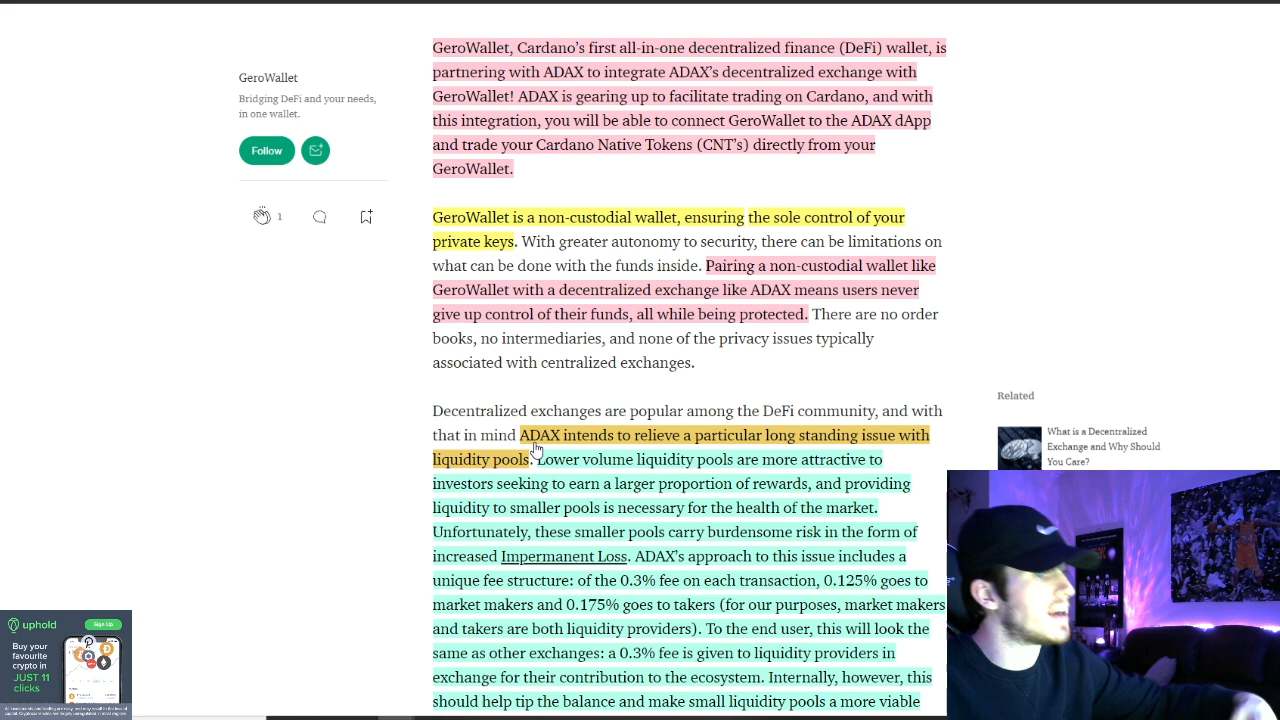 GeroWallet
Bridging DeFi and your needs,
in one wallet.
Follow
1
GeroWallet, Cardano’s first all-in-one decentralized finance (DeFi) wallet, is
partnering with ADAX to integrate ADAX’s decentralized exchange with
GeroWallet! ADAX is gearing up to facilitate trading on Cardano, and with
this integration, you will be able to connect GeroWallet to the ADAX dApp
and trade your Cardano Native Tokens (CNT’s) directly from your
GeroWallet.
GeroWallet is a non-custodial wallet, ensuring the sole control of your
private keys. With greater autonomy to security, there can be limitations on
what can be done with the funds inside. Pairing a non-custodial wallet like
GeroWallet with a decentralized exchange like ADAX means users never
give up control of their funds, all while being protected. There are no order
books, no intermediaries, and none of the privacy issues typically
associated with centralized exchanges.
Decentralized exchanges are popular among the DeFi community, and with
that in mind ADAX intends to relieve a particular long standing issue with
liquidity pools. Lower volume liquidity pools are more attractive to
investors seeking to earn a larger proportion of rewards, and providing
liquidity to smaller pools is necessary for the health of the market.
Unfortunately, these smaller pools carry burdensome risk in the form of
increased Impermanent Loss. ADAX’s approach to this issue includes a
unique fee structure: of the 0.3% fee on each transaction, 0.125% goes to
market makers and 0.175% goes to takers (for our purposes, market makers
and takers are both liquidity providers). To the end user, this will look the
same as other exchanges: a 0.3% fee is given to liquidity providers in
exchange for their contribution to the ecosystem. Internally, however, this
should help tip the balance and make small liquidity pools a more viable
Related
What is a Decentralized
Exchange and Why Should
You Care?
uphold
Sign Up
Buy your
favourite
crypto in
JUST 11
clicks